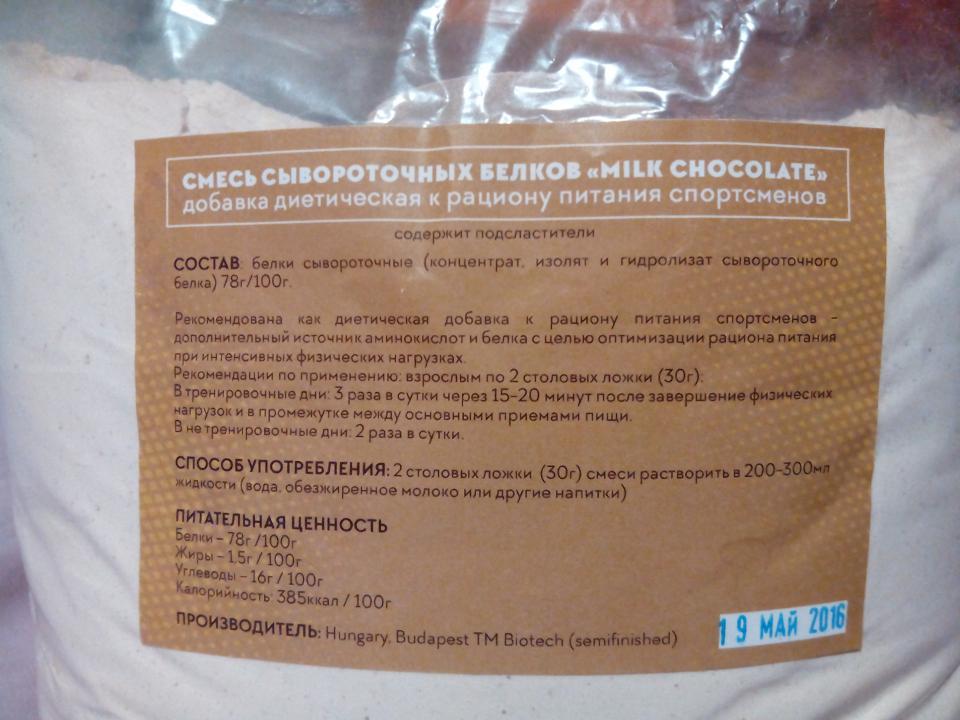 СМЕСЬ СЫВОРОТОЧНЫХ БЕЛКОВ «MILK CHOCOLATE»
добавка диетическая к рациону питания спортсменов
содержит подсластители
СОСТАВ: белки сывороточные (концентрат, изолят и гидролизат сывороточного
белка) 78г/100г.
Рекомендована как диетическая добавка к рациону питания спортсменов -
дополнительный источник аминокислот и белка с целью оптимизации рациона питания
при интенсивных физических нагрузках.
Рекомендации по применению: взрослым по 2 столовых ложки (30г):
В тренировочные дни: 3 раза в сутки через 15-20 минут после завершение физических
нагрузок и в промежутке между основными приемами пищи.
В не тренировочные дни: 2 раза в сутки.
СПОСОБ УПОТРЕБЛЕНИЯ: 2 столовых ложки (30г) смеси растворить в 200-300мл
жидкости (вода, обезжиренное молоко или другие напитки)
ПИТАТЕЛЬНАЯ ЦЕННОСТЬ
Белки - 78г /100г
Жиры - 1.5г / 100г
Углеводы - 16г / 100г
Калорийность: 385ккал / 100г
ПРОИЗВОДИТЕЛЬ: Hungary, Budapest TM Biotech (semifinished)
19 МАЙ 2016